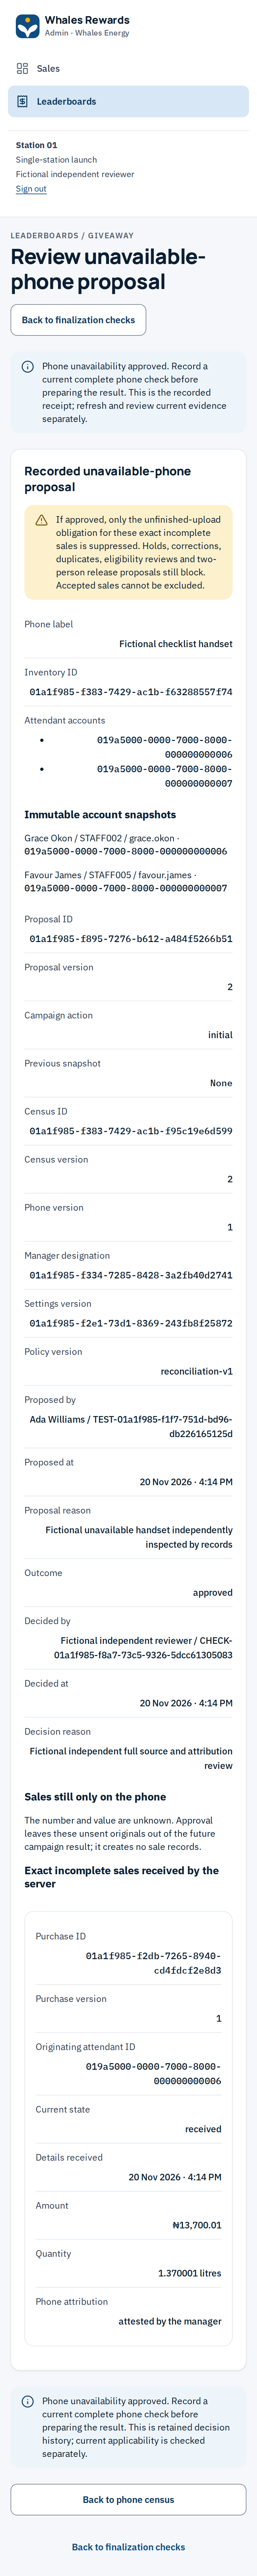 Whales Rewards
Admin · Whales Energy
Sales
Leaderboards
Station 01
Single-station launch
Fictional independent reviewer
Sign out
LEADERBOARDS / GIVEAWAY
Review unavailable-
phone proposal
Back to finalization checks
Phone unavailability approved. Record a
current complete phone check before
preparing the result. This is the recorded
receipt; refresh and review current evidence
separately.
Recorded unavailable-phone
proposal
If approved, only the unfinished-upload
obligation for these exact incomplete
sales is suppressed. Holds, corrections,
duplicates, eligibility reviews and two-
person release proposals still block.
Accepted sales cannot be excluded.
Phone label
Fictional checklist handset
Inventory ID
01a1f985-f383-7429-ac1b-f63288557f74
Attendant accounts
• 019a5000-0000-7000-8000-
000000000006
• 019a5000-0000-7000-8000-
000000000007
Immutable account snapshots
Grace Okon / STAFF002 / grace.okon ·
019a5000-0000-7000-8000-000000000006
Favour James / STAFF005 / favour.james ·
019a5000-0000-7000-8000-000000000007
Proposal ID
01a1f985-f895-7276-b612-a484f5266b51
Proposal version
2
Campaign action
initial
Previous snapshot
None
Census ID
01a1f985-f383-7429-ac1b-f95c19e6d599
Census version
2
Phone version
1
Manager designation
01a1f985-f334-7285-8428-3a2fb40d2741
Settings version
01a1f985-f2e1-73d1-8369-243fb8f25872
Policy version
reconciliation-v1
Proposed by
Ada Williams / TEST-01a1f985-f1f7-751d-bd96-
db226165125d
Proposed at
20 Nov 2026 · 4:14 PM
Proposal reason
Fictional unavailable handset independently
inspected by records
Outcome
approved
Decided by
Fictional independent reviewer / CHECK-
01a1f985-f8a7-73c5-9326-5dcc61305083
Decided at
20 Nov 2026 · 4:14 PM
Decision reason
Fictional independent full source and attribution
review
Sales still only on the phone
The number and value are unknown. Approval
leaves these unsent originals out of the future
campaign result; it creates no sale records.
Exact incomplete sales received by the
server
Purchase ID
01a1f985-f2db-7265-8940-
cd4fdcf2e8d3
Purchase version
1
Originating attendant ID
019a5000-0000-7000-8000-
000000000006
Current state
received
Details received
20 Nov 2026 · 4:14 PM
Amount
₦13,700.01
Quantity
1.370001 litres
Phone attribution
attested by the manager
Phone unavailability approved. Record a
current complete phone check before
preparing the result. This is retained decision
history; current applicability is checked
separately.
Back to phone census
Back to finalization checks